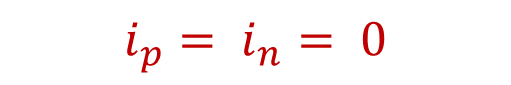 i_p = i_n = 0